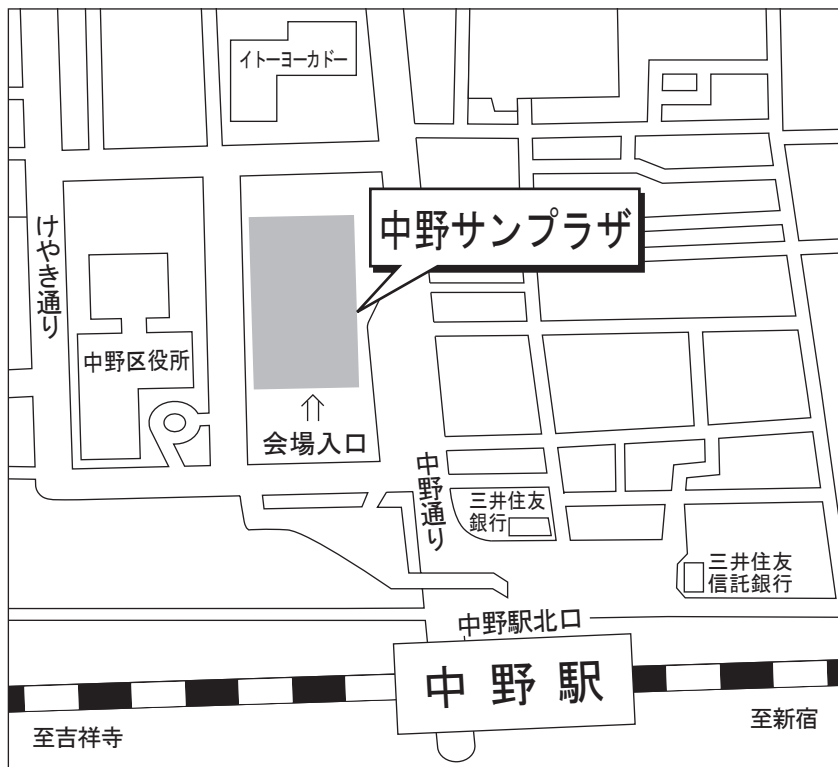 イトーヨーカドー
中野サンプラザ
けやき通り
中野区役所
会場入口
中野通り
三井住友
銀行
三井住友
信託銀行
中野駅北口
中野駅
至吉祥寺
至新宿